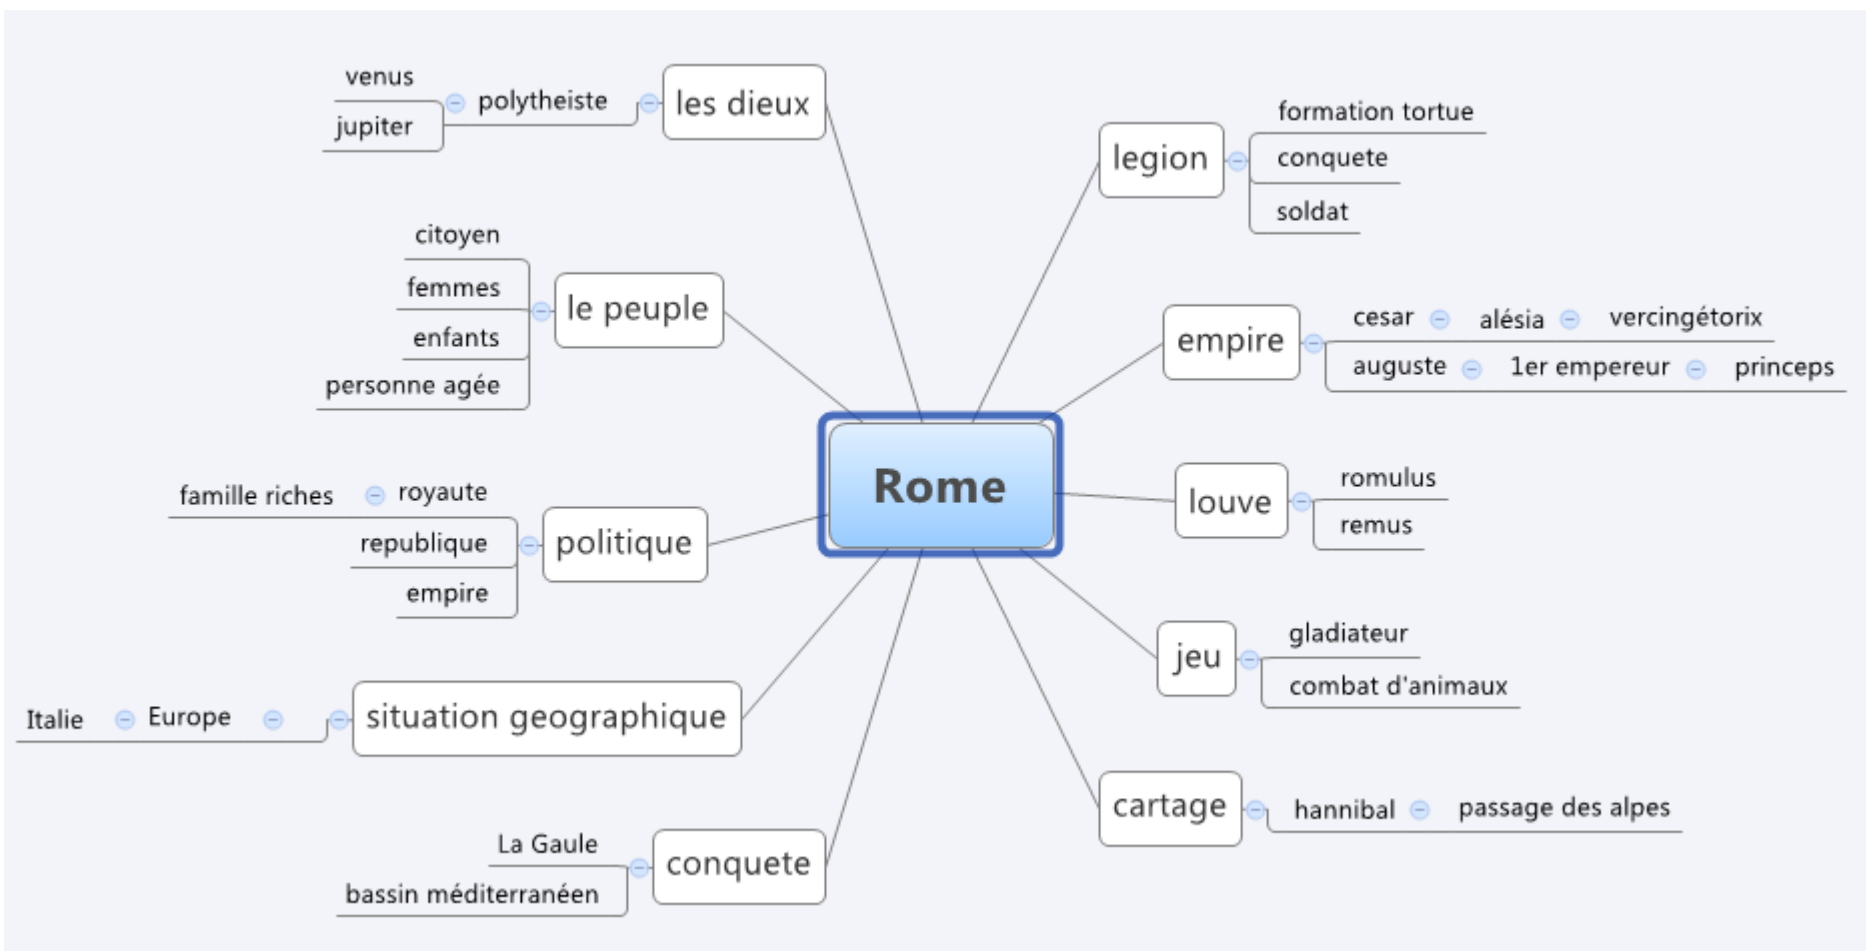 Rome
les dieux
polytheiste
venus
jupiter
le peuple
citoyen
femmes
enfants
personne agée
politique
royaute
famille riches
republique
empire
situation geographique
Europe
Italie
conquete
La Gaule
bassin méditerranéen
legion
formation tortue
conquete
soldat
empire
cesar
alésia
vercingétorix
auguste
1er empereur
princeps
louve
romulus
remus
jeu
gladiateur
combat d'animaux
cartage
hannibal
passage des alpes